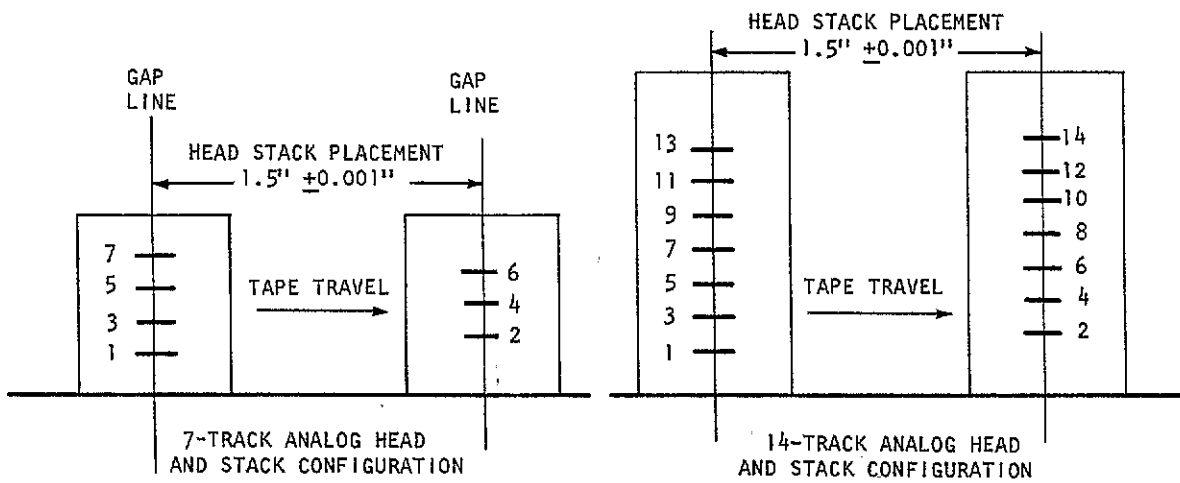 GAP
LINE
GAP
LINE
HEAD STACK PLACEMENT
1.5" ±0.001"
7
5
3
1
TAPE TRAVEL
6
4
2
7-TRACK ANALOG HEAD
AND STACK CONFIGURATION
HEAD STACK PLACEMENT
1.5" ±0.001"
13
11
9
7
5
3
1
TAPE TRAVEL
14
12
10
8
6
4
2
14-TRACK ANALOG HEAD
AND STACK CONFIGURATION